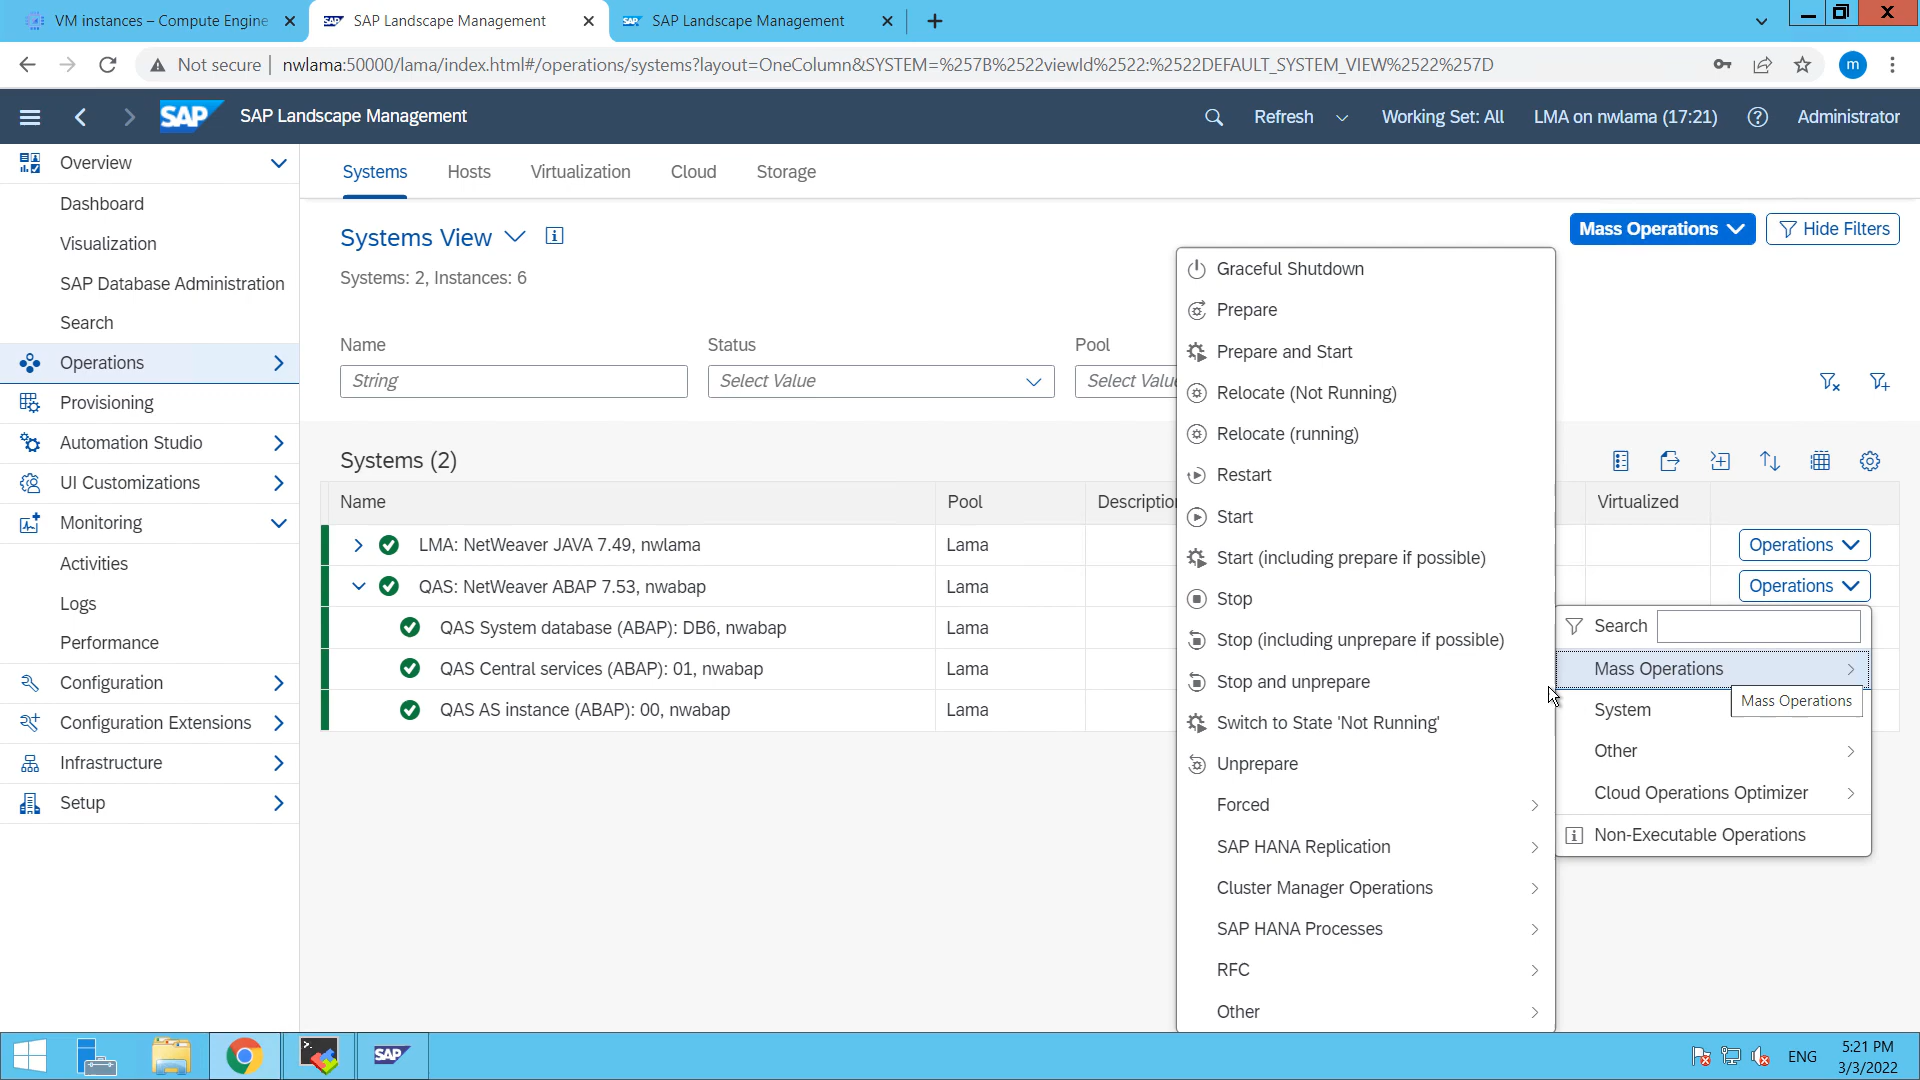 VM instances – Compute Engine
SAP Landscape Management
SAP Landscape Management
Not secure
nwlama:50000/lama/index.html#/operations/systems?layout=OneColumn&SYSTEM=%257B%2522viewId%2522:%2522DEFAULT_SYSTEM_VIEW%2522%257D
m
SAP
SAP Landscape Management
Refresh
Working Set: All
LMA on nwlama (17:21)
Administrator
Overview
Dashboard
Visualization
SAP Database Administration
Search
Operations
Provisioning
Automation Studio
UI Customizations
Monitoring
Activities
Logs
Performance
Configuration
Configuration Extensions
Infrastructure
Setup
Systems
Hosts
Virtualization
Cloud
Storage
Systems View
Mass Operations
Hide Filters
Systems: 2, Instances: 6
Name
Status
Pool
String
Select Value
Select Valu
Systems (2)
Name
Pool
Description
Virtualized
LMA: NetWeaver JAVA 7.49, nwlama
Lama
Operations
QAS: NetWeaver ABAP 7.53, nwabap
Lama
Operations
QAS System database (ABAP): DB6, nwabap
Lama
QAS Central services (ABAP): 01, nwabap
Lama
QAS AS instance (ABAP): 00, nwabap
Lama
Graceful Shutdown
Prepare
Prepare and Start
Relocate (Not Running)
Relocate (running)
Restart
Start
Start (including prepare if possible)
Stop
Stop (including unprepare if possible)
Stop and unprepare
Switch to State 'Not Running'
Unprepare
Forced
SAP HANA Replication
Cluster Manager Operations
SAP HANA Processes
RFC
Other
Search
Mass Operations
Mass Operations
System
Other
Cloud Operations Optimizer
Non-Executable Operations
SAP
ENG
5:21 PM
3/3/2022